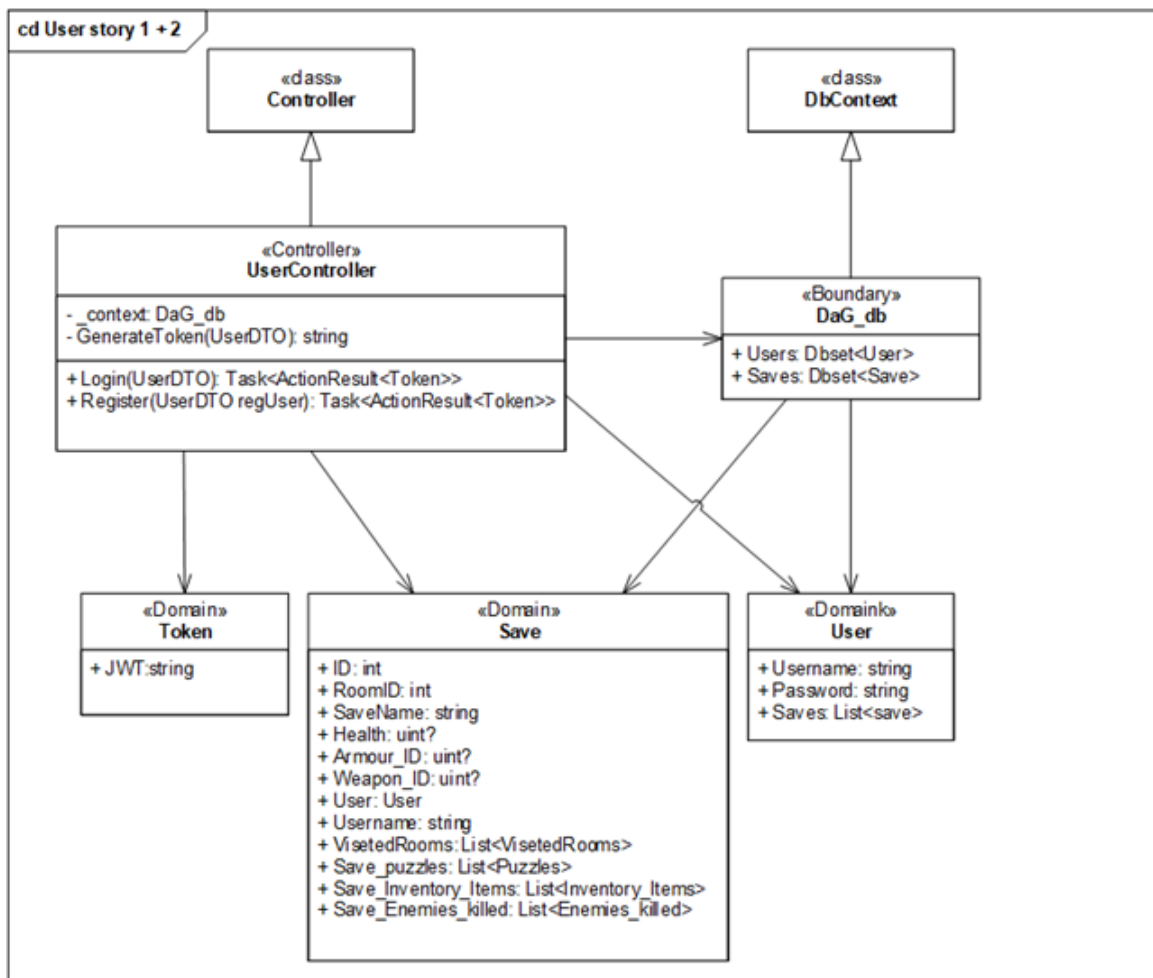 cd User story 1 + 2
«class»
Controller
«class»
DbContext
«Controller»
UserController
- _context: DaG_db
- GenerateToken(UserDTO): string
+ Login(UserDTO): Task<ActionResult<Token>>
+ Register(UserDTO regUser): Task<ActionResult<Token>>
«Boundary»
DaG_db
+ Users: Dbset<User>
+ Saves: Dbset<Save>
«Domain»
Token
+ JWT:string
«Domain»
Save
+ ID: int
+ RoomID: int
+ SaveName: string
+ Health: uint?
+ Armour_ID: uint?
+ Weapon_ID: uint?
+ User: User
+ Username: string
+ VisetedRooms: List<VisetedRooms>
+ Save_puzzles: List<Puzzles>
+ Save_Inventory_Items: List<Inventory_Items>
+ Save_Enemies_killed: List<Enemies_killed>
«Domaink»
User
+ Username: string
+ Password: string
+ Saves: List<save>